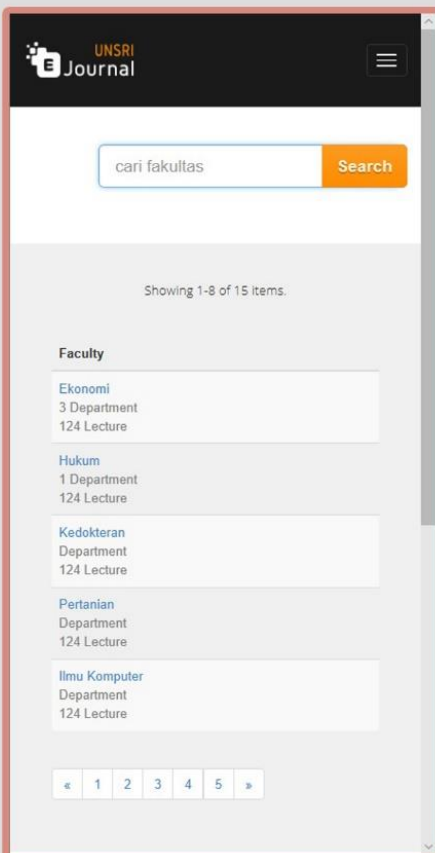 UNSRI
E Journal
cari fakultas Search
Showing 1-8 of 15 items.
Faculty
Ekonomi
3 Department
124 Lecture
Hukum
1 Department
124 Lecture
Kedokteran
Department
124 Lecture
Pertanian
Department
124 Lecture
Ilmu Komputer
Department
124 Lecture
« 1 2 3 4 5 »